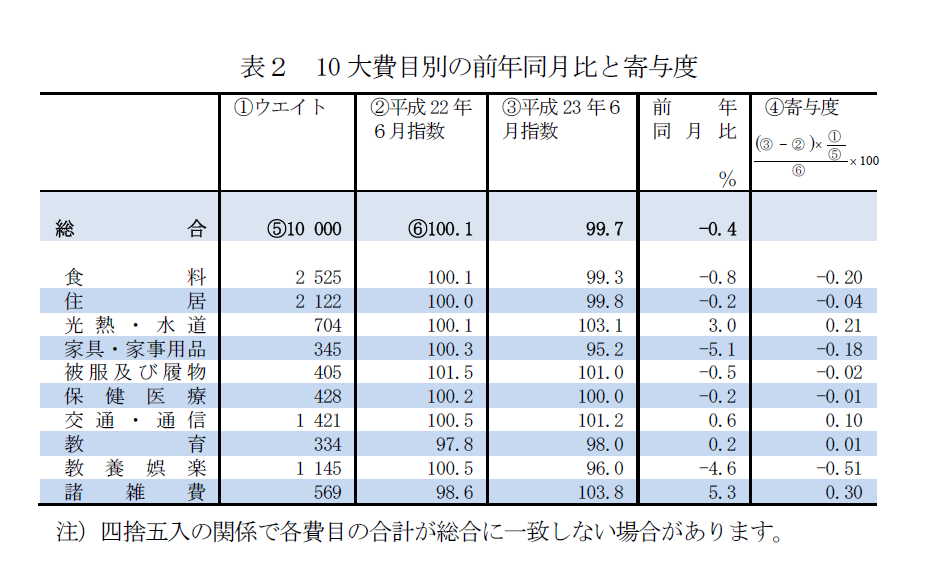 表２　10 大費目別の前年同月比と寄与度
①ウエイト ②平成 22 年６月指数 ③平成 23 年６月指数 前年同月比 % ④寄与度 (③－②)×①/⑤ / ⑥ ×100
総合 ⑤10 000 ⑥100.1 99.7 -0.4
食料 2 525 100.1 99.3 -0.8 -0.20
住居 2 122 100.0 99.8 -0.2 -0.04
光熱・水道 704 100.1 103.1 3.0 0.21
家具・家事用品 345 100.3 95.2 -5.1 -0.18
被服及び履物 405 101.5 101.0 -0.5 -0.02
保健医療 428 100.2 100.0 -0.2 -0.01
交通・通信 1 421 100.5 101.2 0.6 0.10
教育 334 97.8 98.0 0.2 0.01
教養娯楽 1 145 100.5 96.0 -4.6 -0.51
諸雑費 569 98.6 103.8 5.3 0.30
注）四捨五入の関係で各費目の合計が総合に一致しない場合があります。